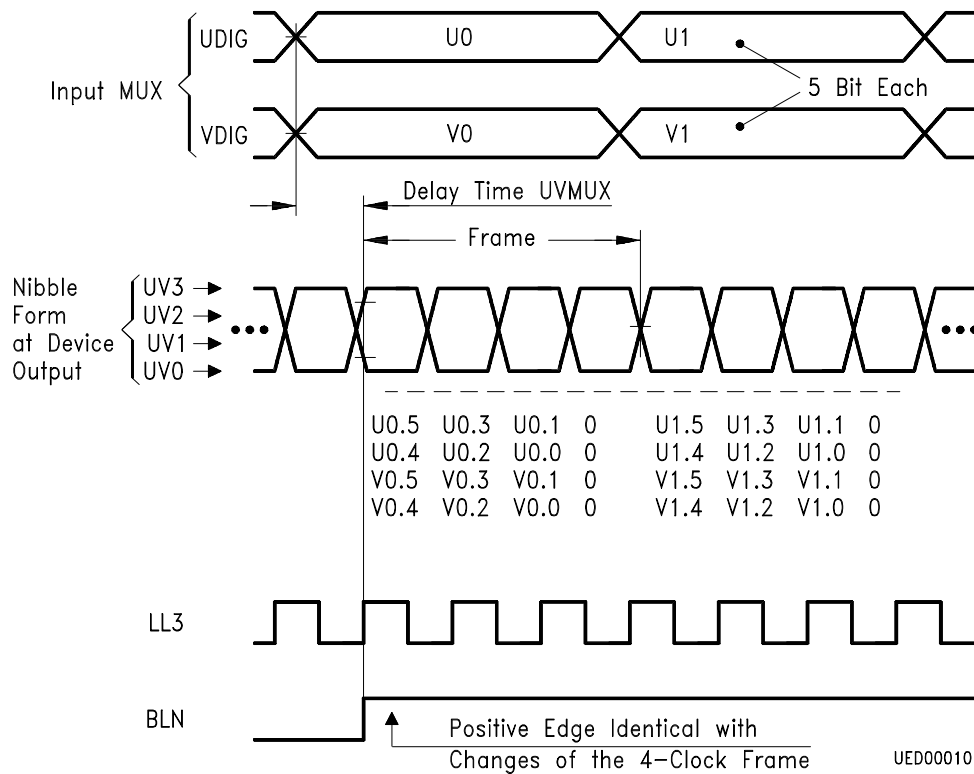 UDIG U0 U1
Input MUX 5 Bit Each
VDIG V0 V1
Delay Time UVMUX
Frame
Nibble UV3
Form UV2
at Device UV1
Output UV0
U0.5 U0.3 U0.1 0 U1.5 U1.3 U1.1 0
U0.4 U0.2 U0.0 0 U1.4 U1.2 U1.0 0
V0.5 V0.3 V0.1 0 V1.5 V1.3 V1.1 0
V0.4 V0.2 V0.0 0 V1.4 V1.2 V1.0 0
LL3
BLN
Positive Edge Identical with
Changes of the 4-Clock Frame
UED00010